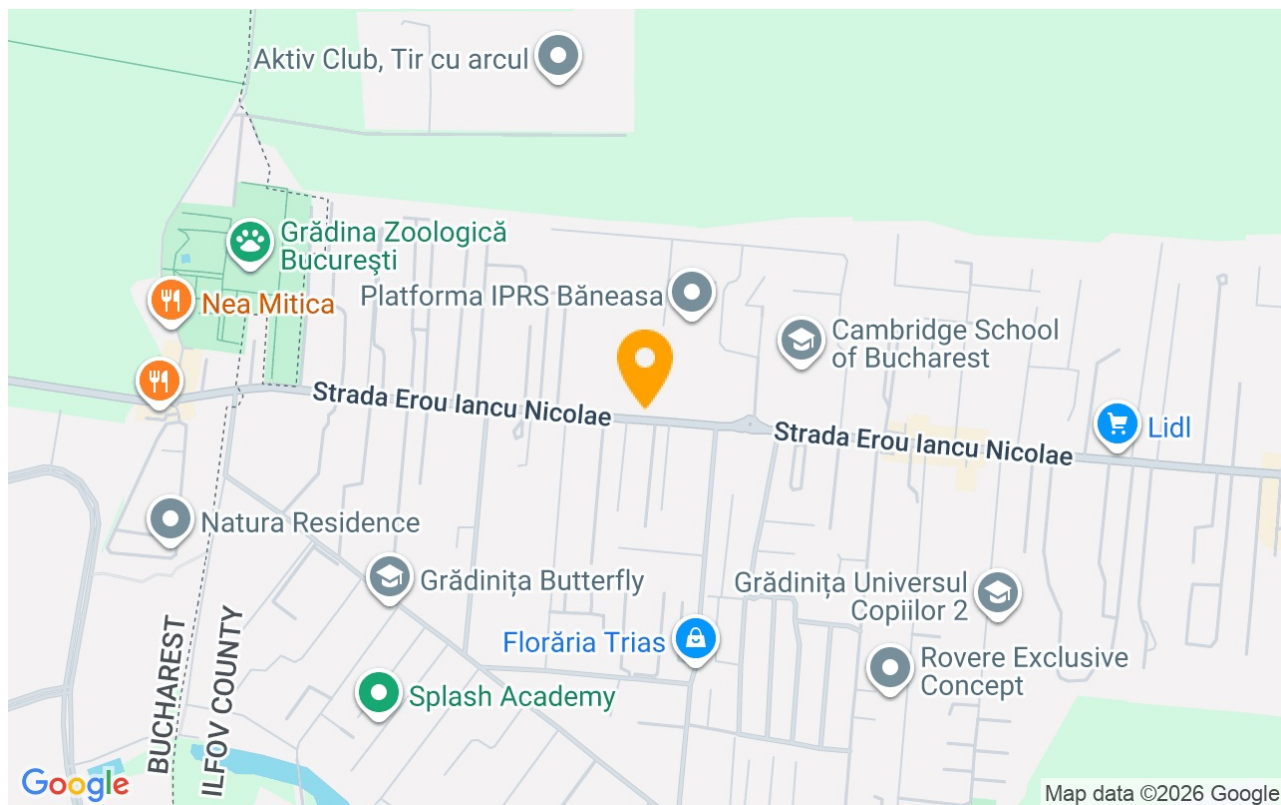 Aktiv Club, Tir cu arcul
Grădina Zoologică
Bucureşti
Nea Mitica
Platforma IPRS Băneasa
Cambridge School
of Bucharest
Strada Erou Iancu Nicolae
Strada Erou Iancu Nicolae
Lidl
Natura Residence
Grădinița Butterfly
Grădinița Universul
Copiilor 2
Florăria Trias
Rovere Exclusive
Concept
Splash Academy
BUCHAREST
ILFOV COUNTY
Google
Map data ©2026 Google